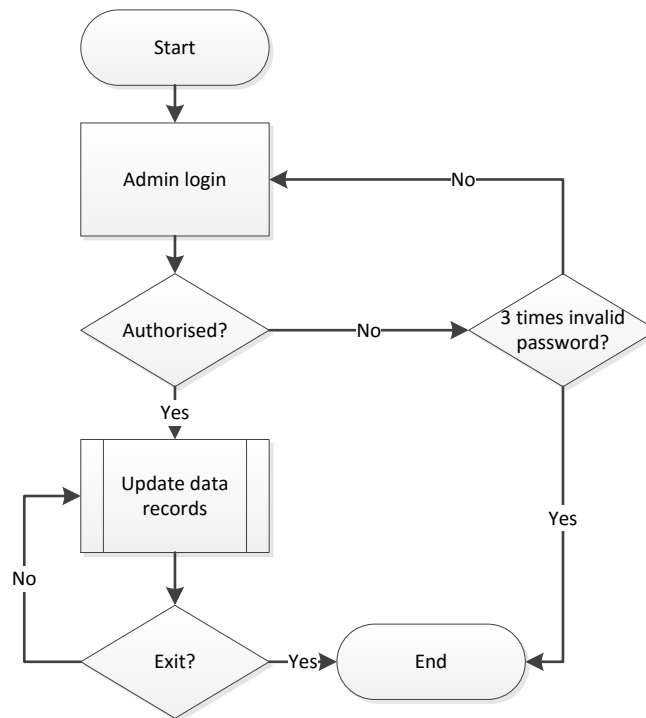 Start
Admin login
No
Authorised?
No
3 times invalid
password?
Yes
Update data
records
Yes
No
Exit?
Yes
End